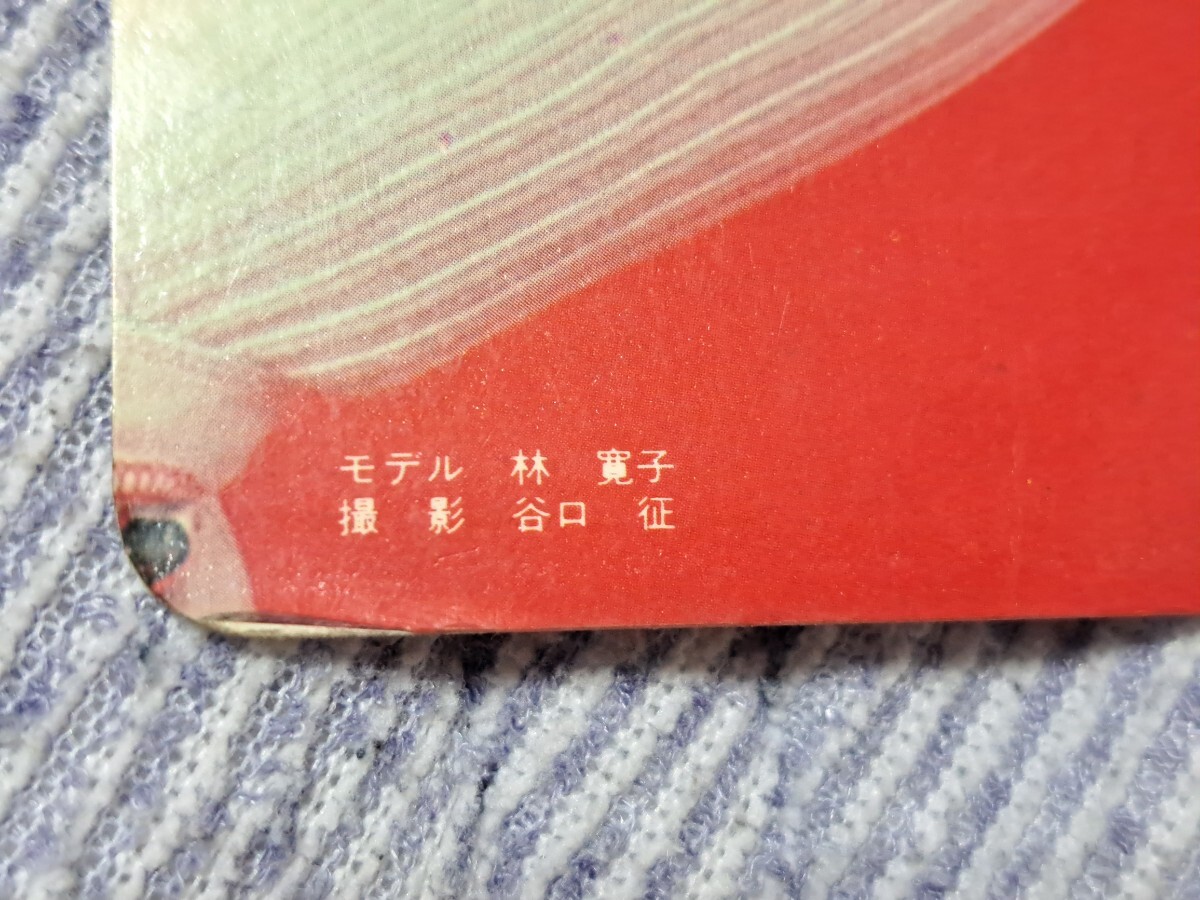 モデル 林 寛子
撮 影 谷口 征